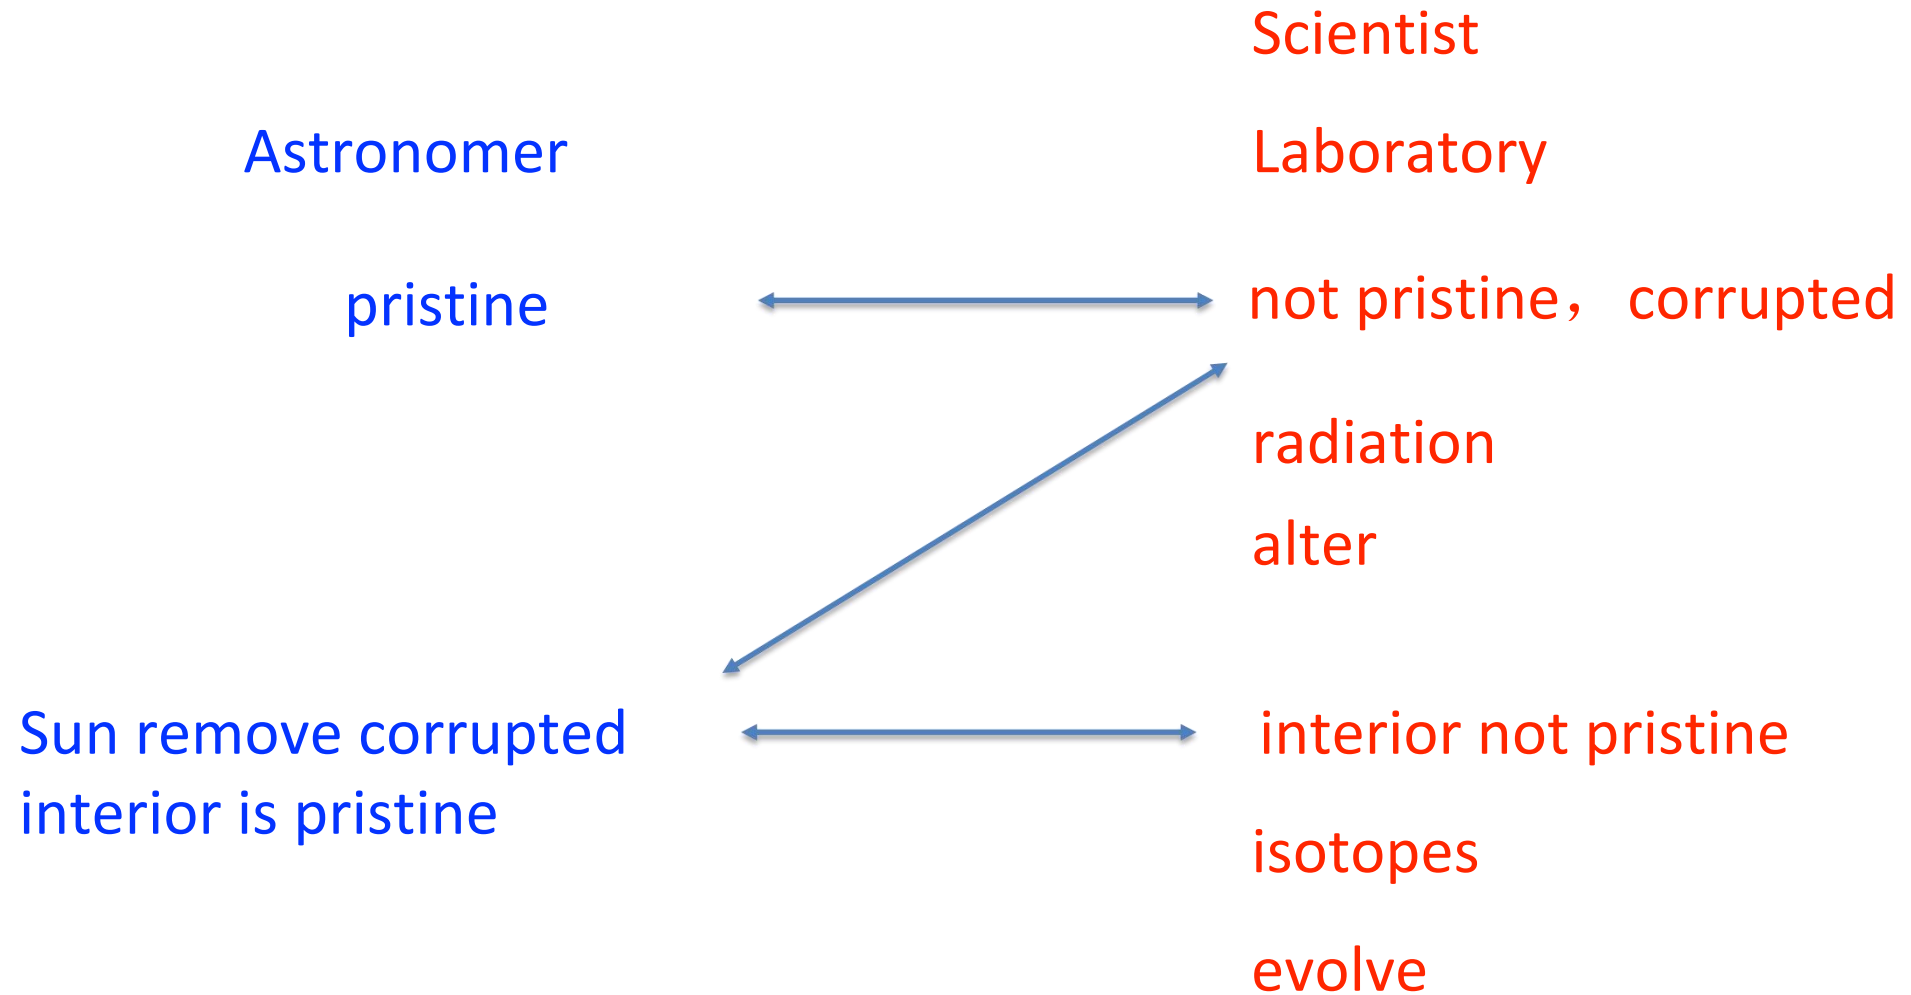 Scientist
Astronomer
Laboratory
pristine
not pristine， corrupted
radiation
alter
Sun remove corrupted
interior is pristine
interior not pristine
isotopes
evolve